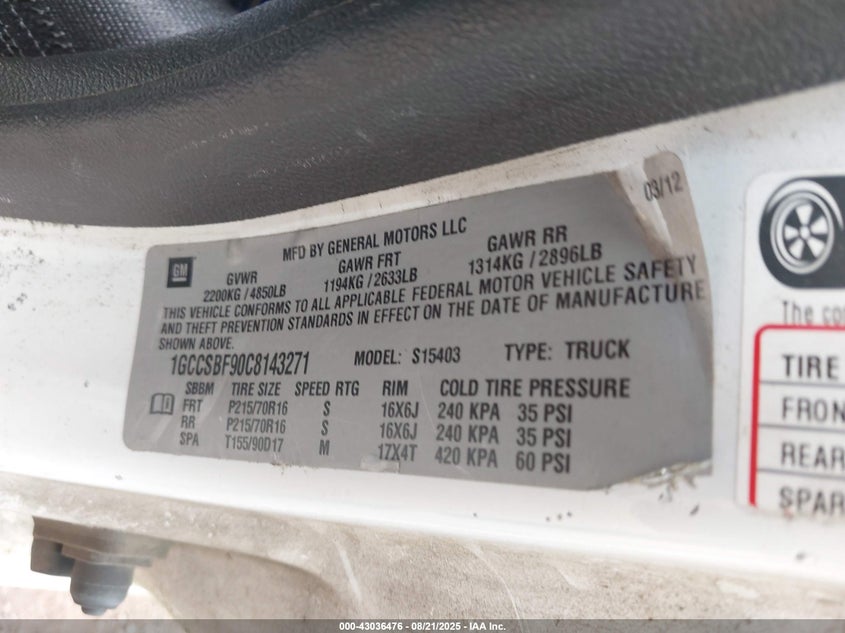 03/12
MFD BY GENERAL MOTORS LLC
GM
GVWR GAWR FRT GAWR RR
2200KG / 4850LB 1194KG / 2633LB 1314KG / 2896LB
THIS VEHICLE CONFORMS TO ALL APPLICABLE FEDERAL MOTOR VEHICLE SAFETY
AND THEFT PREVENTION STANDARDS IN EFFECT ON THE DATE OF MANUFACTURE
SHOWN ABOVE.
1GCCSBF90C8143271 MODEL: S15403 TYPE: TRUCK
SBBM TIRE SIZE SPEED RTG RIM COLD TIRE PRESSURE
FRT P215/70R16 S 16X6J 240 KPA 35 PSI
RR P215/70R16 S 16X6J 240 KPA 35 PSI
SPA T155/90D17 M 17X4T 420 KPA 60 PSI
The co
TIRE
FRON
REAR
SPAR
000-43036476 - 08/21/2025 - IAA Inc.